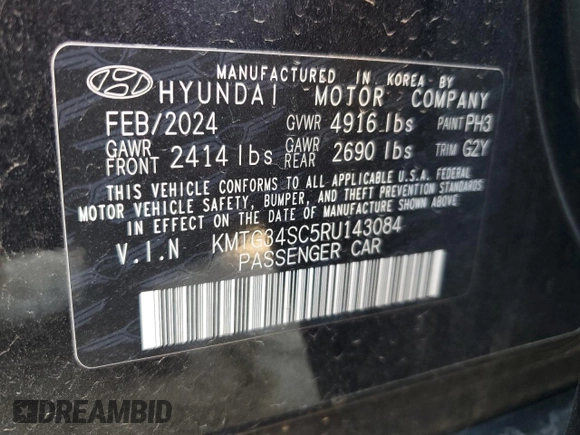 MANUFACTURED IN KOREA BY
HYUNDAI MOTOR COMPANY
FEB/2024 GVWR 4916 lbs PAINT PH3
GAWR FRONT 2414 lbs GAWR REAR 2690 lbs TRIM G2Y
THIS VEHICLE CONFORMS TO ALL APPLICABLE U.S.A. FEDERAL
MOTOR VEHICLE SAFETY, BUMPER, AND THEFT PREVENTION STANDARDS
IN EFFECT ON THE DATE OF MANUFACTURE SHOWN ABOVE.
V.I.N KMTG34SC5RU143084
PASSENGER CAR
DREAMBID